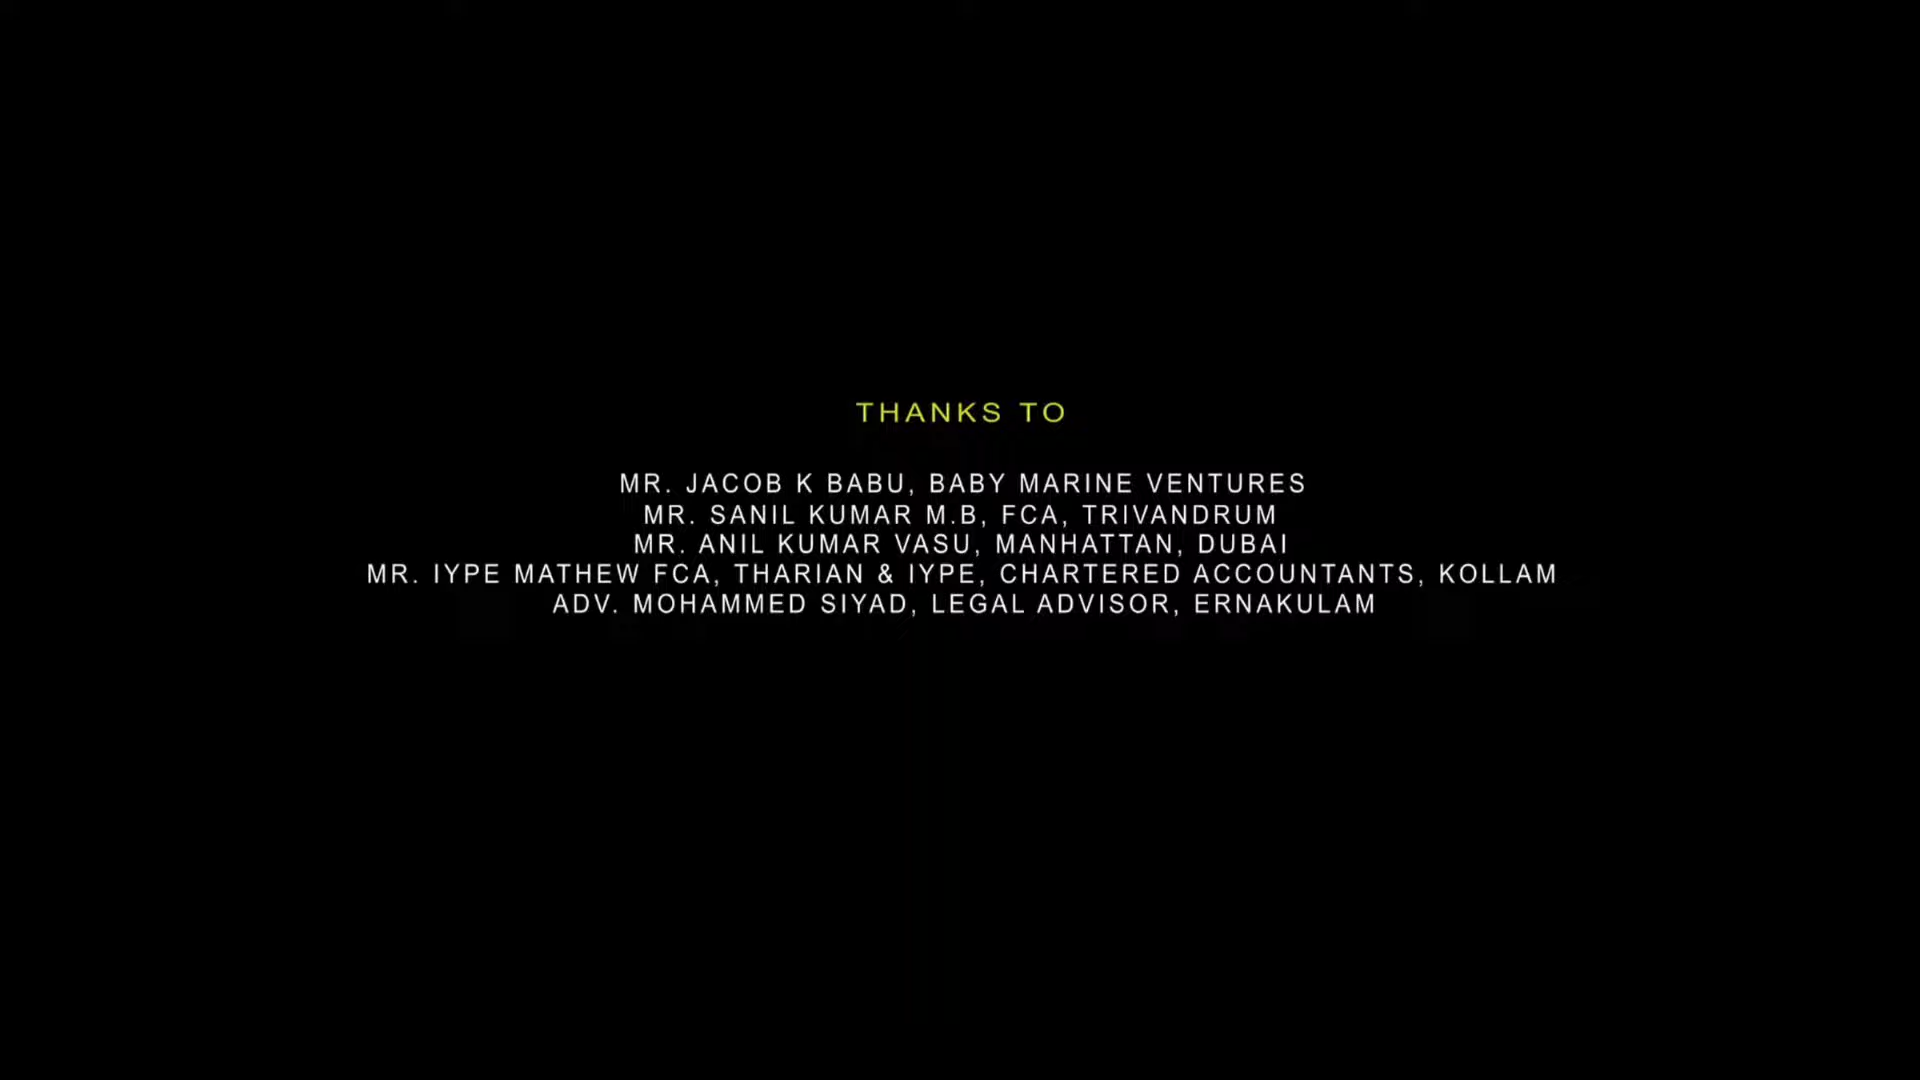 THANKS TO
MR. JACOB K BABU, BABY MARINE VENTURES
MR. SANIL KUMAR M.B, FCA, TRIVANDRUM
MR. ANIL KUMAR VASU, MANHATTAN, DUBAI
MR. IYPE MATHEW FCA, THARIAN & IYPE, CHARTERED ACCOUNTANTS, KOLLAM
ADV. MOHAMMED SIYAD, LEGAL ADVISOR, ERNAKULAM